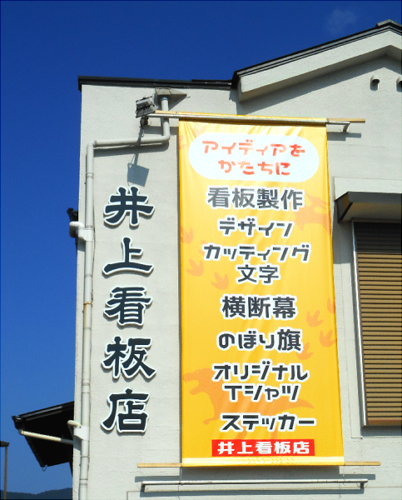 井上看板店
アイディアを
かたちに
看板製作
デザイン
カッティング
文字
横断幕
のぼり旗
オリジナル
Tシャツ
ステッカー
井上看板店